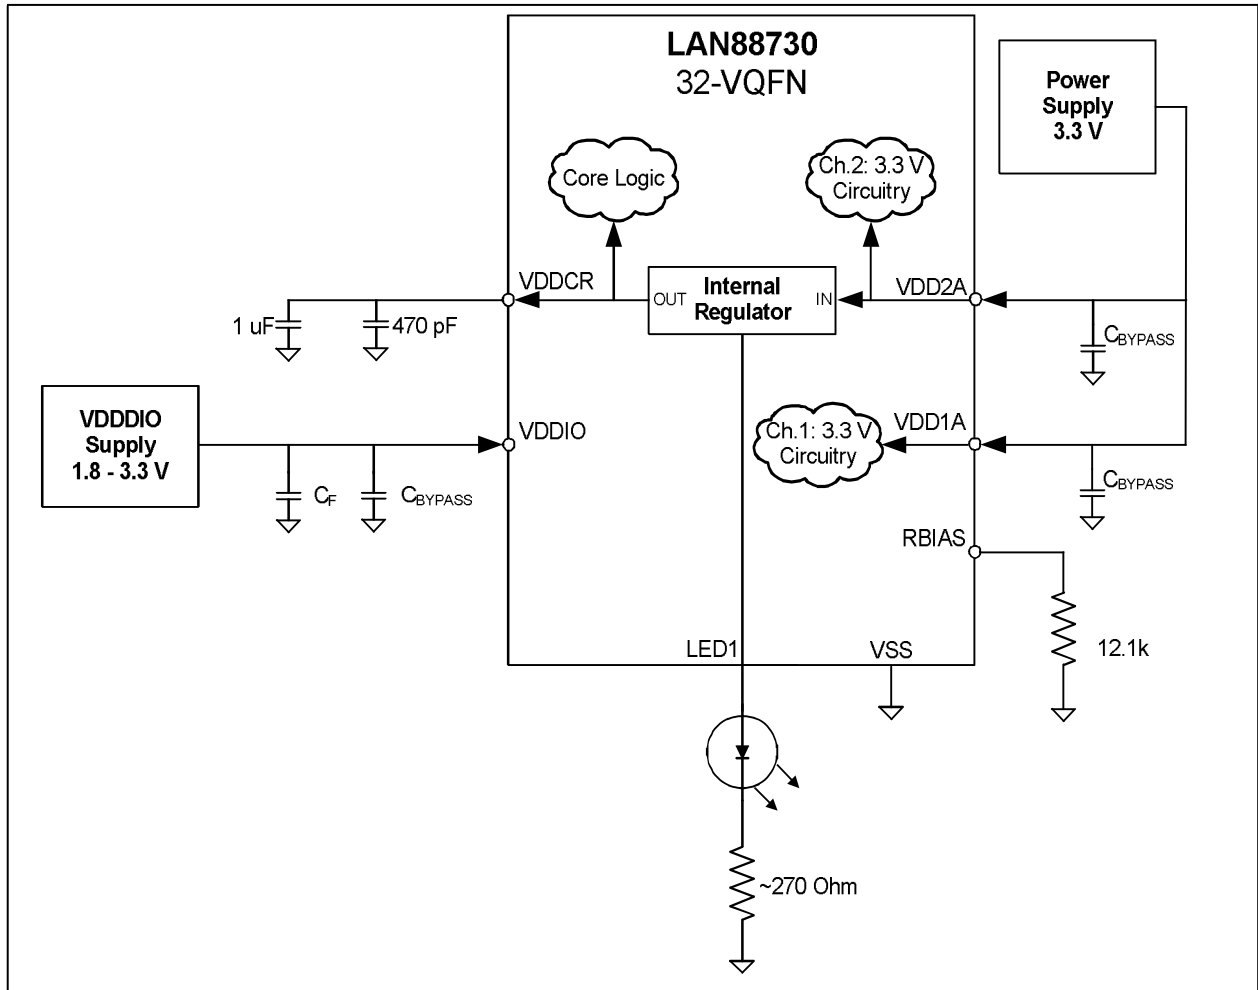 LAN88730
32-VQFN
Power
Supply
3.3 V
Core Logic
Ch.2: 3.3 V
Circuitry
VDDCR
OUT
Internal
Regulator
IN
VDD2A
1 uF
470 pF
CBYPASS
VDDDIO
Supply
1.8 - 3.3 V
VDDIO
Ch.1: 3.3 V
Circuitry
VDD1A
CF
CBYPASS
CBYPASS
RBIAS
LED1
VSS
12.1k
~270 Ohm